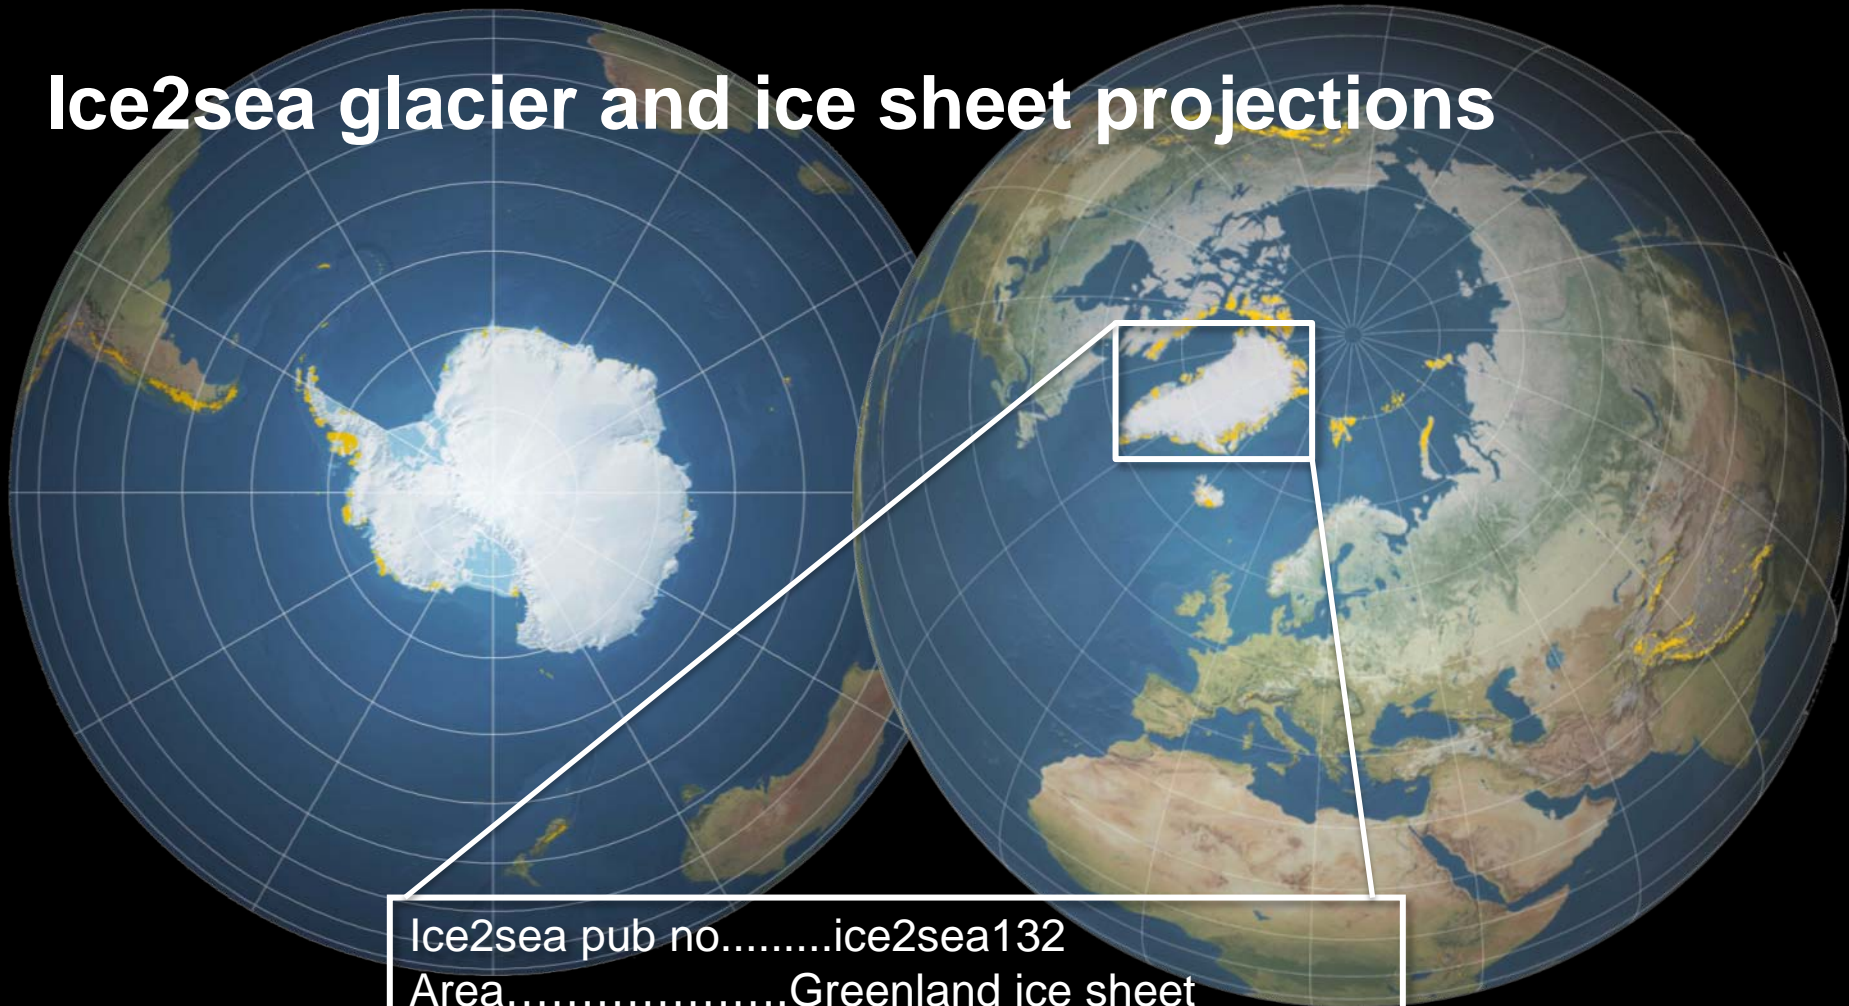 Ice2sea glacier and ice sheet projections
Ice2sea pub no.........ice2sea132
Area………………..Greenland ice sheet